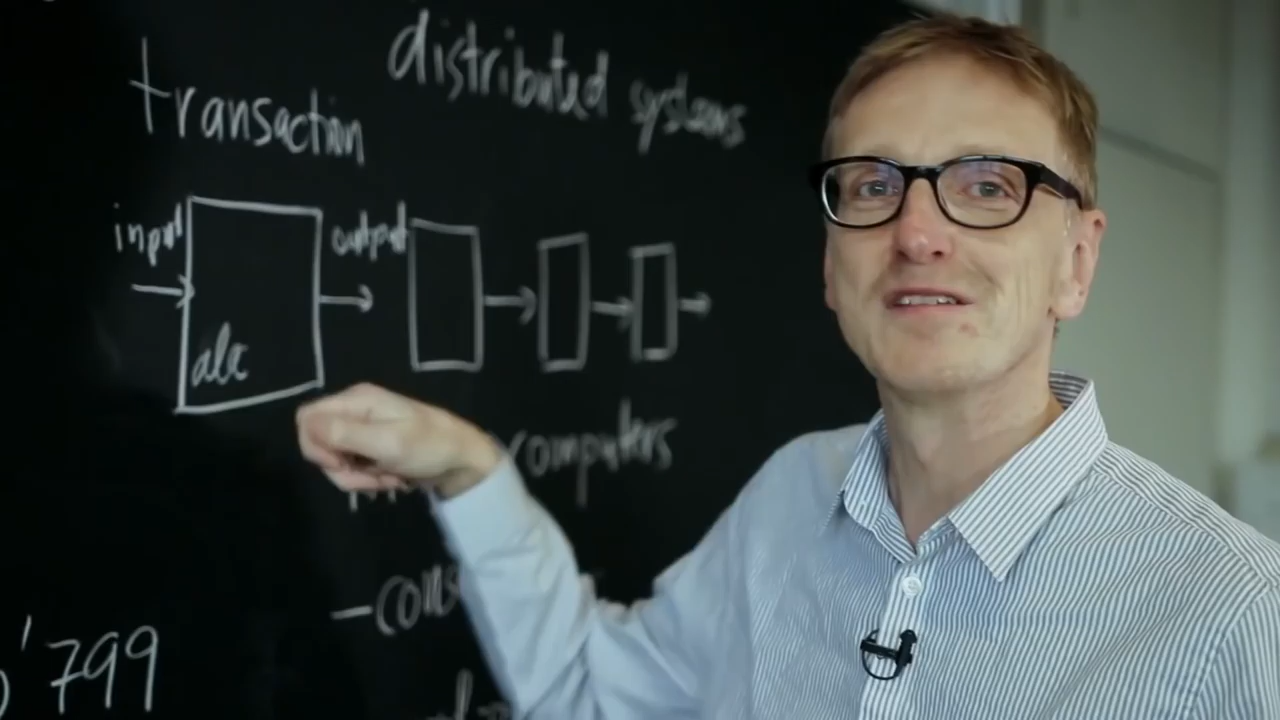 distributed systems
transaction
input
output
alc
computers
'799